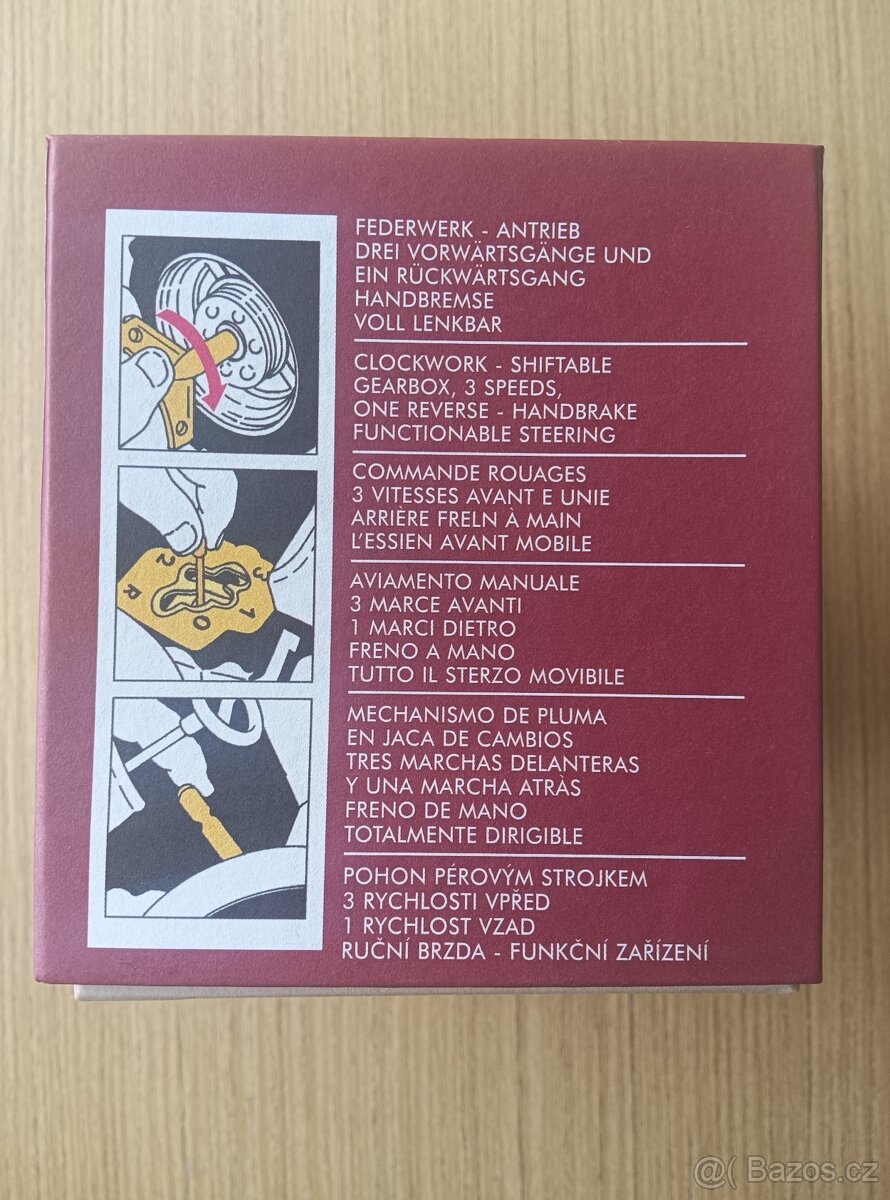 FEDERWERK - ANTRIEB
DREI VORWÄRTSGÄNGE UND
EIN RÜCKWÄRTSGANG
HANDBREMSE
VOLL LENKBAR
CLOCKWORK - SHIFTABLE
GEARBOX, 3 SPEEDS,
ONE REVERSE - HANDBRAKE
FUNCTIONABLE STEERING
COMMANDE ROUAGES
3 VITESSES AVANT E UNIE
ARRIÈRE FRELN À MAIN
L'ESSIEN AVANT MOBILE
AVIAMENTO MANUALE
3 MARCE AVANTI
1 MARCI DIETRO
FRENO A MANO
TUTTO IL STERZO MOVIBILE
MECHANISMO DE PLUMA
EN JACA DE CAMBIOS
TRES MARCHAS DELANTERAS
Y UNA MARCHA ATRÀS
FRENO DE MANO
TOTALMENTE DIRIGIBLE
POHON PÉROVÝM STROJKEM
3 RYCHLOSTI VPŘED
1 RYCHLOST VZAD
RUČNÍ BRZDA - FUNKČNÍ ZAŘÍZENÍ
2 3
R 0 1
@( Bazos.cz